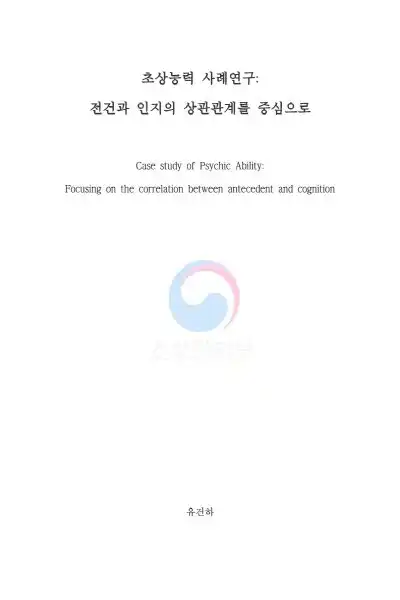 초상능력 사례연구:
전건과 인지의 상관관계를 중심으로
Case study of Psychic Ability:
Focusing on the correlation between antecedent and cognition
유건하